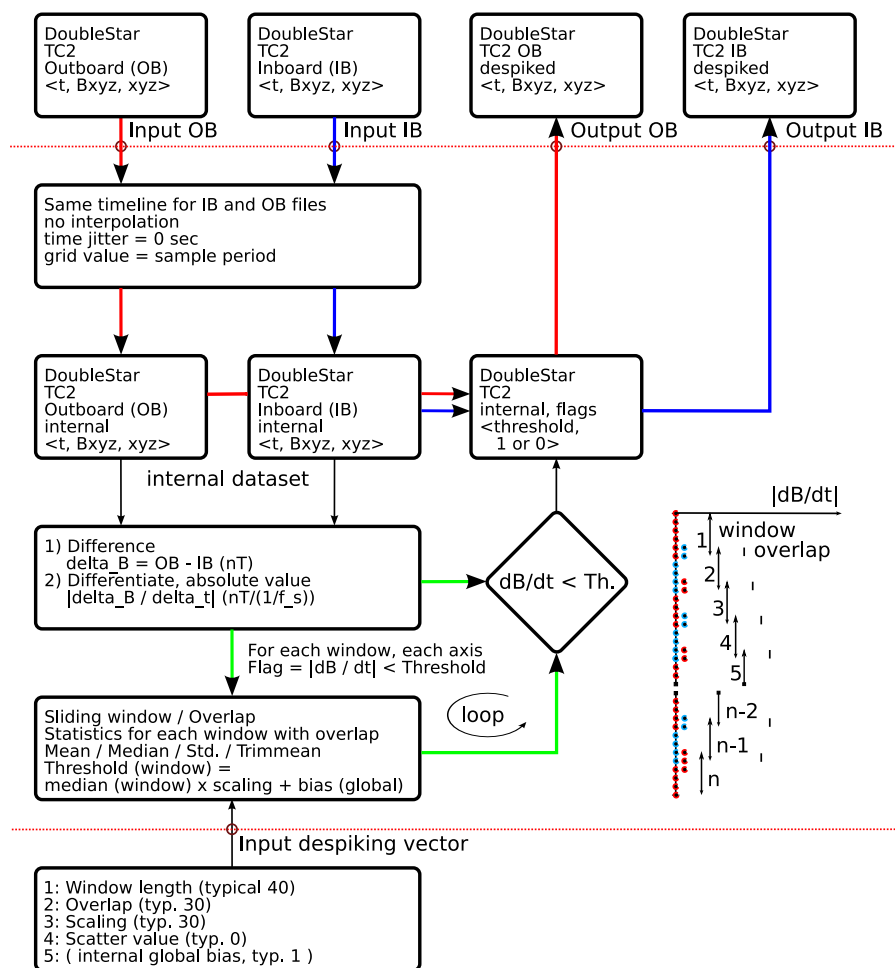 DoubleStar
TC2
Outboard (OB)
<t, Bxyz, xyz>
DoubleStar
TC2
Inboard (IB)
<t, Bxyz, xyz>
DoubleStar
TC2 OB
despiked
<t, Bxyz, xyz>
DoubleStar
TC2 IB
despiked
<t, Bxyz, xyz>
Input OB
Input IB
Output OB
Output IB
Same timeline for IB and OB files
no interpolation
time jitter = 0 sec
grid value = sample period
DoubleStar
TC2
Outboard (OB)
internal
<t, Bxyz, xyz>
DoubleStar
TC2
Inboard (IB)
internal
<t, Bxyz, xyz>
DoubleStar
TC2
internal, flags
<threshold,
1 or 0>
internal dataset
1) Difference
delta_B = OB - IB (nT)
2) Differentiate, absolute value
|delta_B / delta_t| (nT/(1/f_s))
dB/dt < Th.
For each window, each axis
Flag = |dB / dt| < Threshold
loop
Sliding window / Overlap
Statistics for each window with overlap
Mean / Median / Std. / Trimmean
Threshold (window) =
median (window) x scaling + bias (global)
Input despiking vector
1: Window length (typical 40)
2: Overlap (typ. 30)
3: Scaling (typ. 30)
4: Scatter value (typ. 0)
5: ( internal global bias, typ. 1 )
|dB/dt|
window
overlap
1
2
3
4
5
n-2
n-1
n